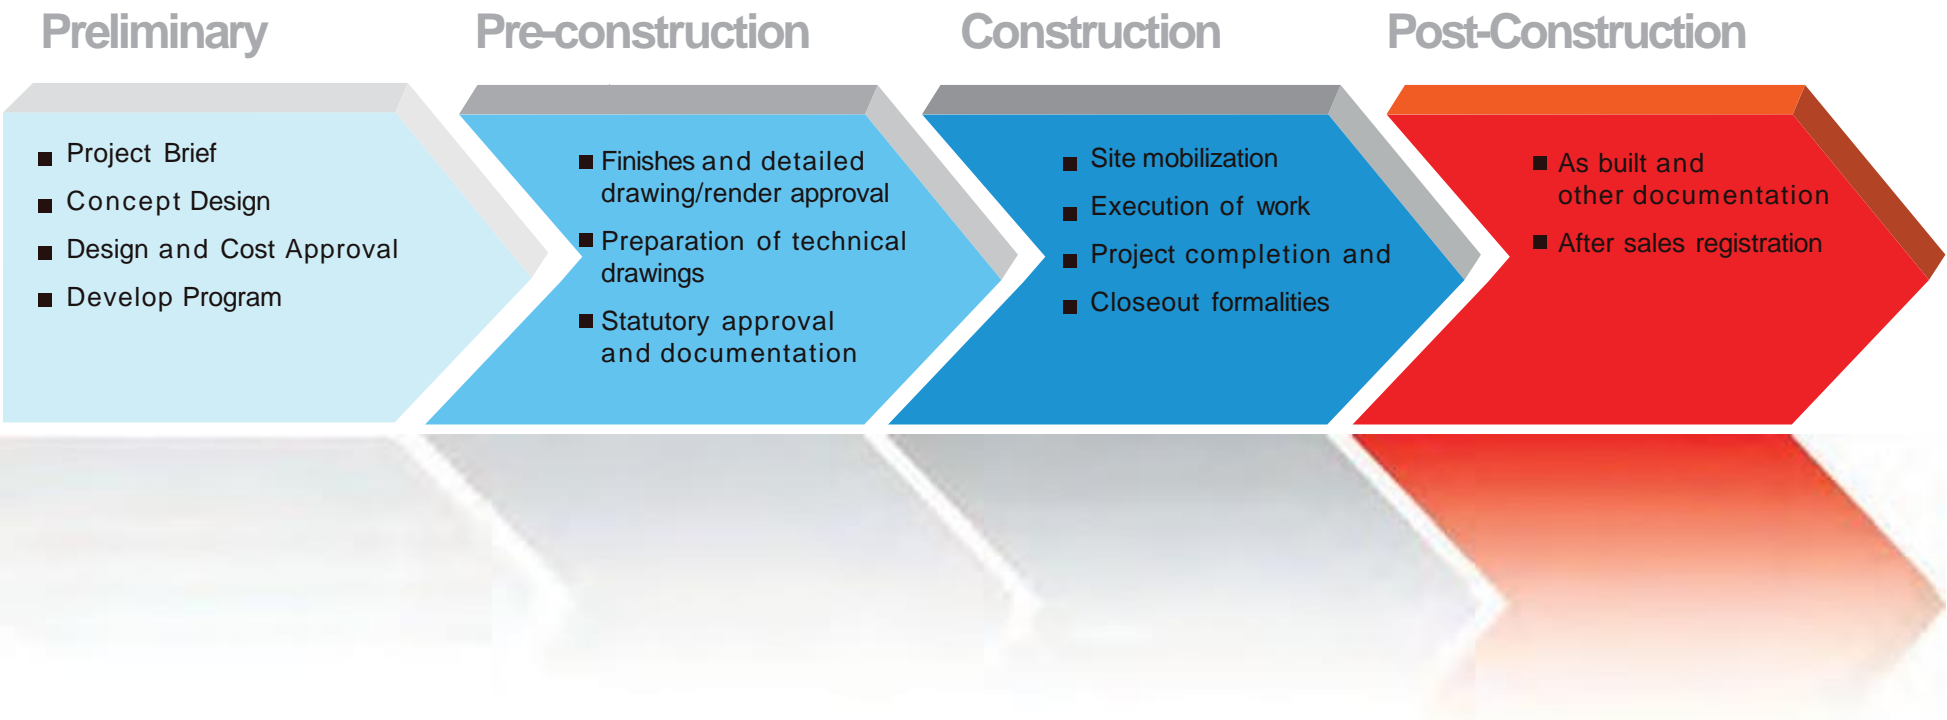 Preliminary
Project Brief
Concept Design
Design and Cost Approval
Develop Program
Pre-construction
Finishes and detailed
drawing/render approval
Preparation of technical
drawings
Statutory approval
and documentation
Construction
Site mobilization
Execution of work
Project completion and
Closeout formalities
Post-Construction
As built and
other documentation
After sales registration